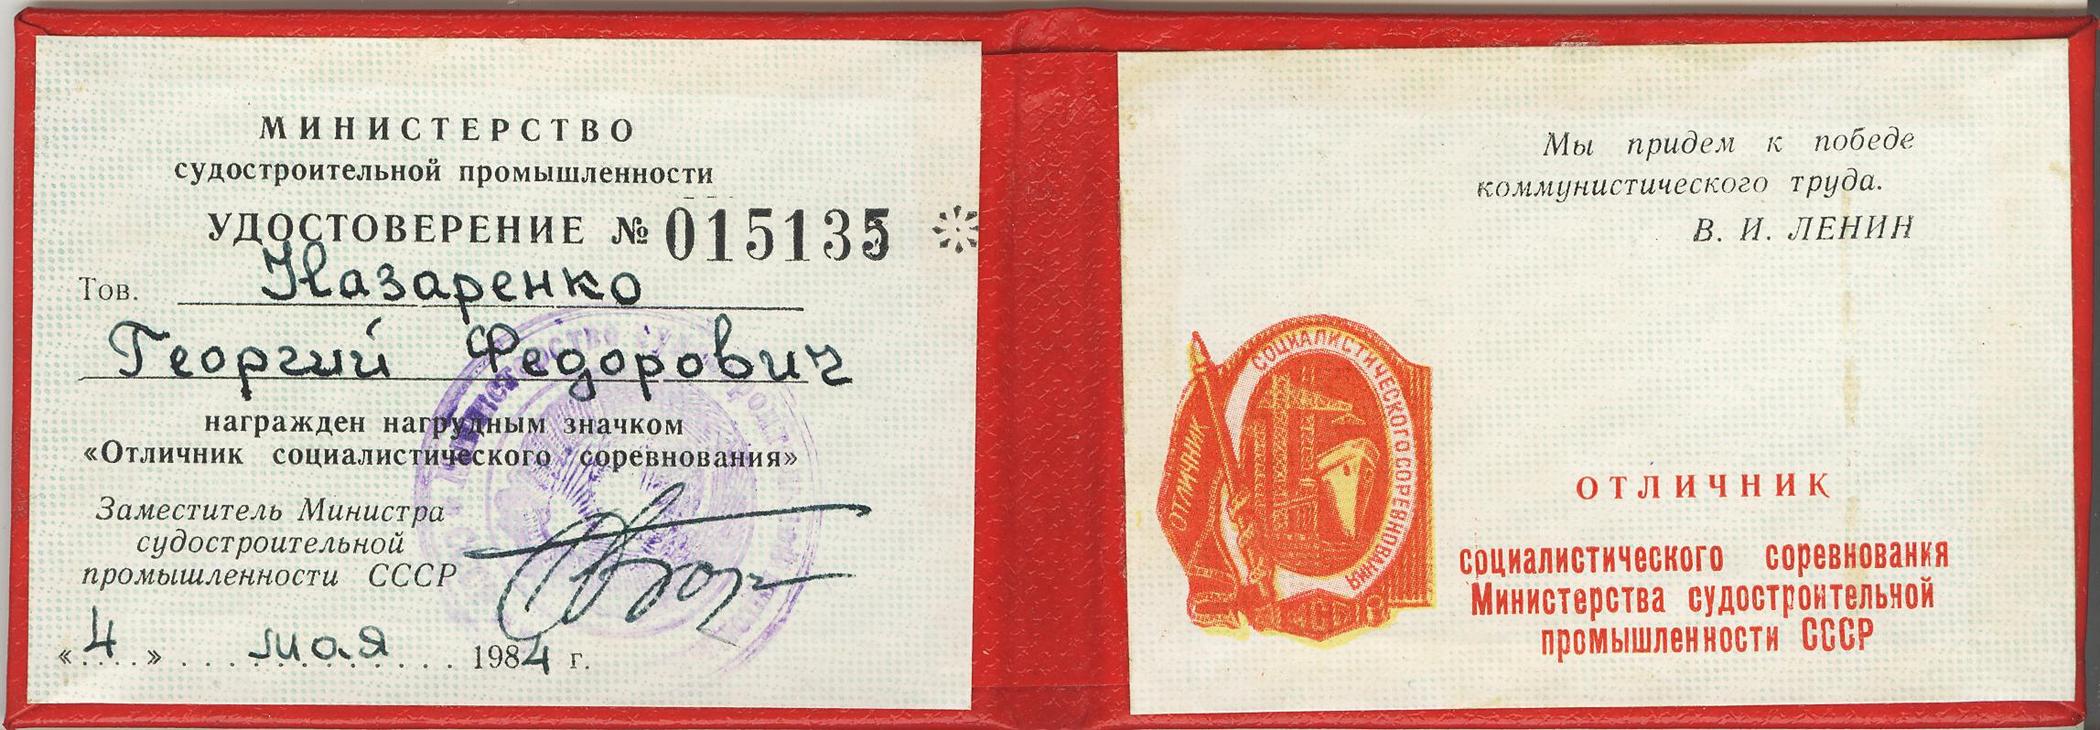 МИНИСТЕРСТВО
судостроительной промышленности
УДОСТОВЕРЕНИЕ № 015135
Тов. Назаренко
Георгий Федорович
награжден нагрудным значком
«Отличник социалистического соревнования»
Заместитель Министра
судостроительной
промышленности СССР
«4» мая 1984 г.
Мы придем к победе
коммунистического труда.
В. И. ЛЕНИН
ОТЛИЧНИК
СОЦИАЛИСТИЧЕСКОГО СОРЕВНОВАНИЯ
ОТЛИЧНИК
социалистического соревнования
Министерства судостроительной
промышленности СССР